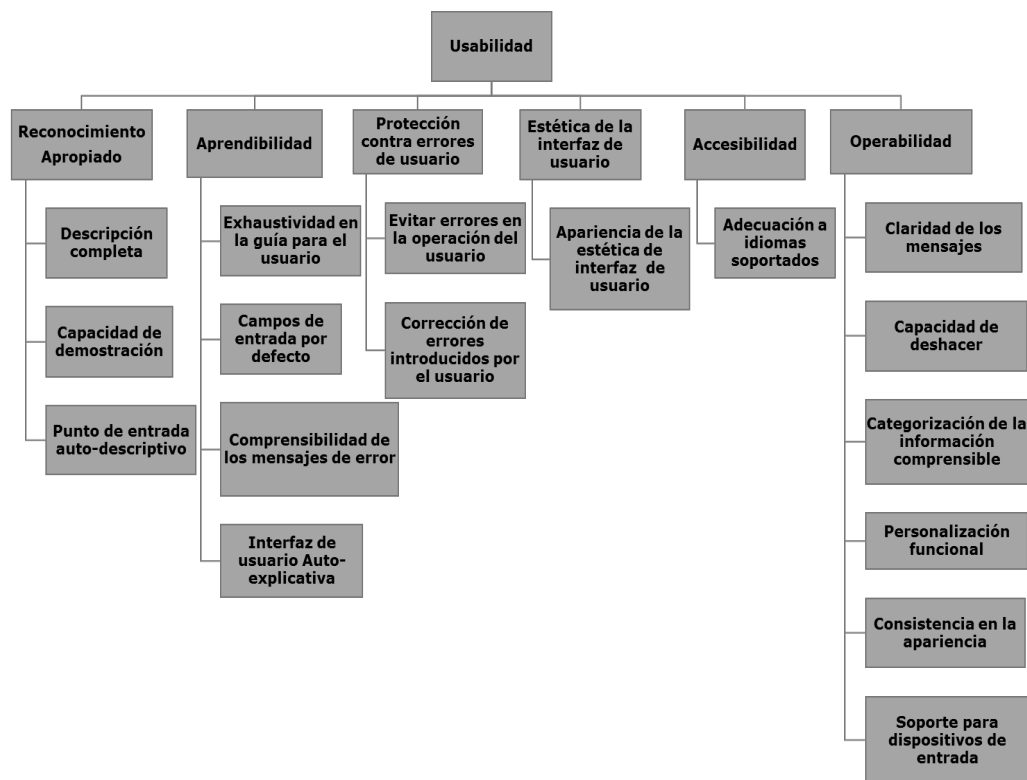 Usabilidad
Reconocimiento
Apropiado
Descripción
completa
Capacidad de
demostración
Punto de entrada
auto-descriptivo
Aprendibilidad
Exhaustividad en
la guía para el
usuario
Campos de
entrada por
defecto
Comprensibilidad de
los mensajes de error
Interfaz de
usuario Auto-
explicativa
Protección
contra errores
de usuario
Evitar errores en
la operación del
usuario
Corrección de
errores
introducidos por
el usuario
Estética de la
interfaz de
usuario
Apariencia de la
estética de
interfaz de
usuario
Accesibilidad
Adecuación a
idiomas
soportados
Operabilidad
Claridad de los
mensajes
Capacidad de
deshacer
Categorización de la
información
comprensible
Personalización
funcional
Consistencia en la
apariencia
Soporte para
dispositivos de
entrada